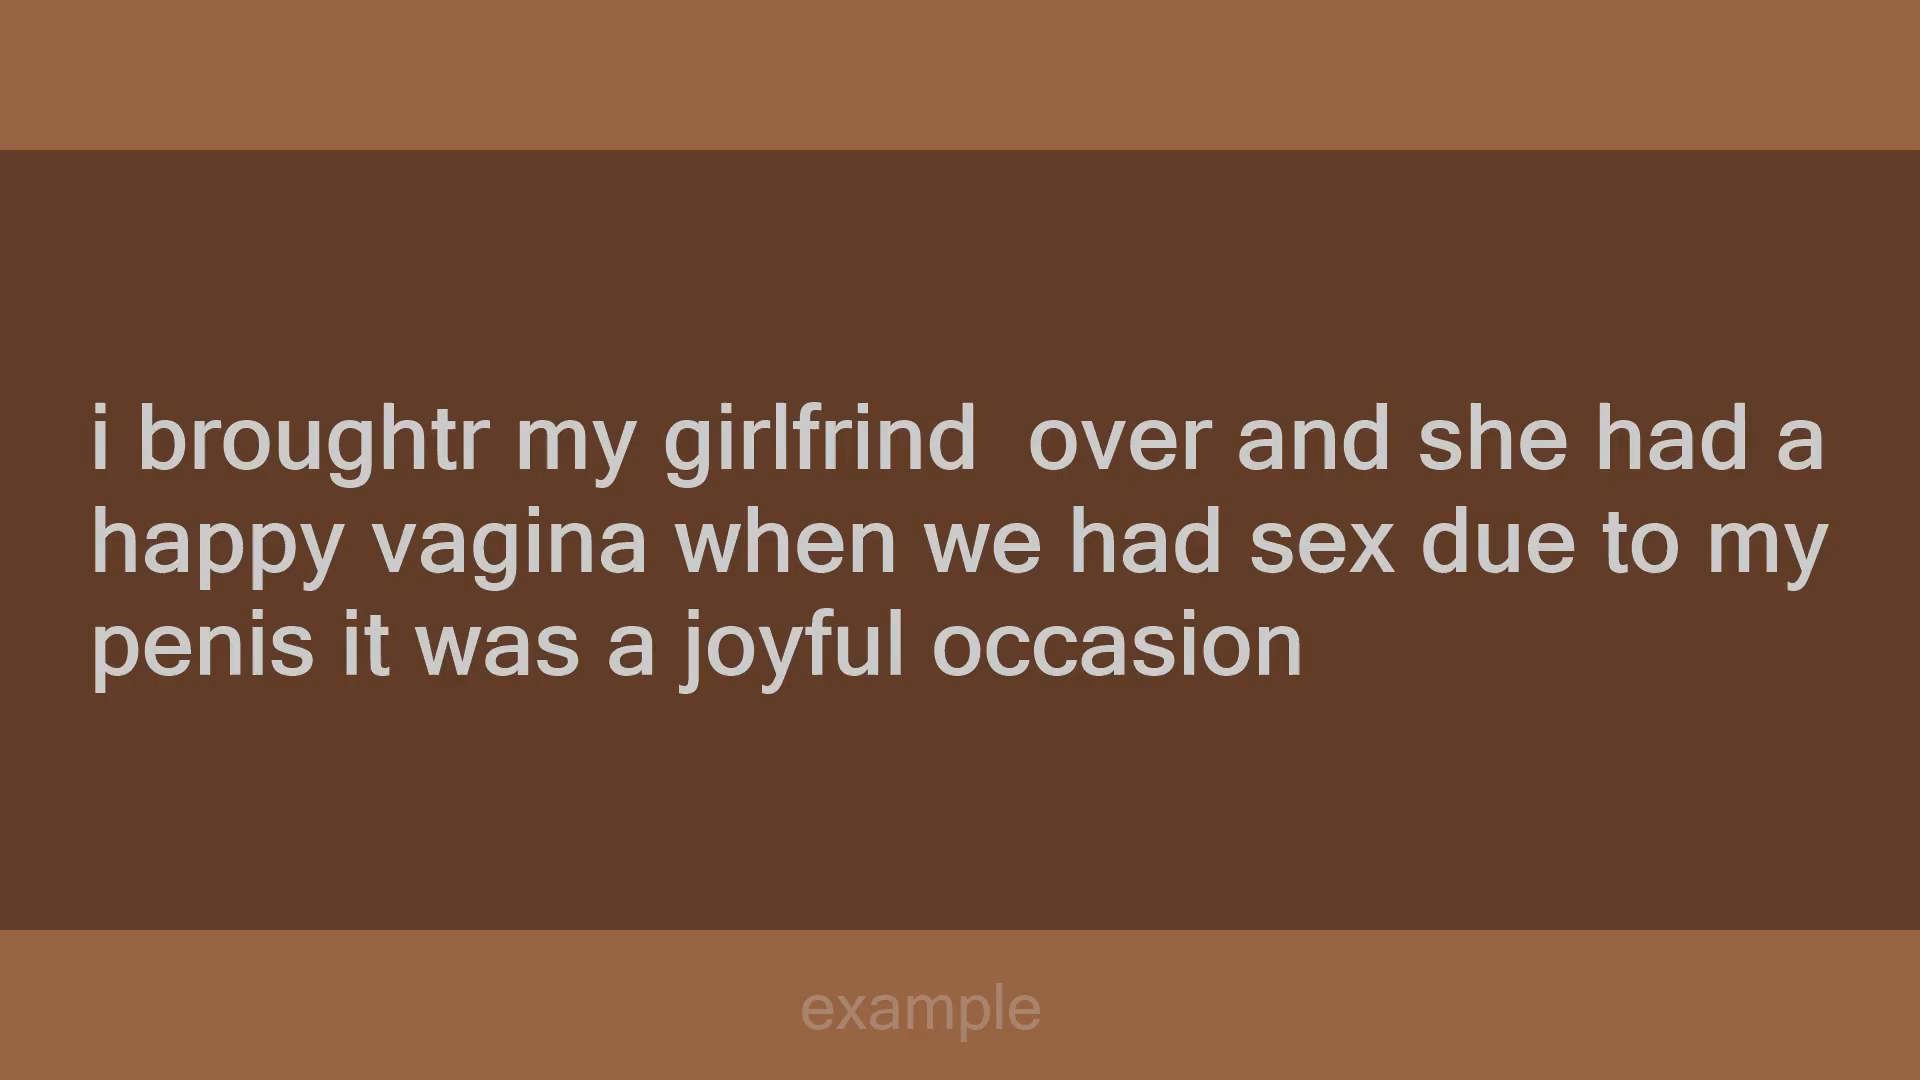 i broughtr my girlfrind  over and she had a
happy vagina when we had sex due to my
penis it was a joyful occasion
example